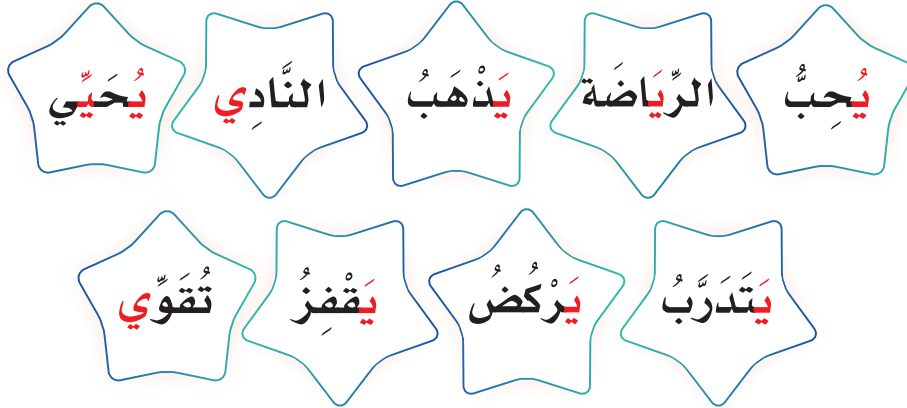 يُحِبُّ الرِّيَاضَة يَذْهَبُ النَّادِي يُحَيِّي
يَتَدَرَّبُ يَرْكُضُ يَقْفِزُ تُقَوِّي